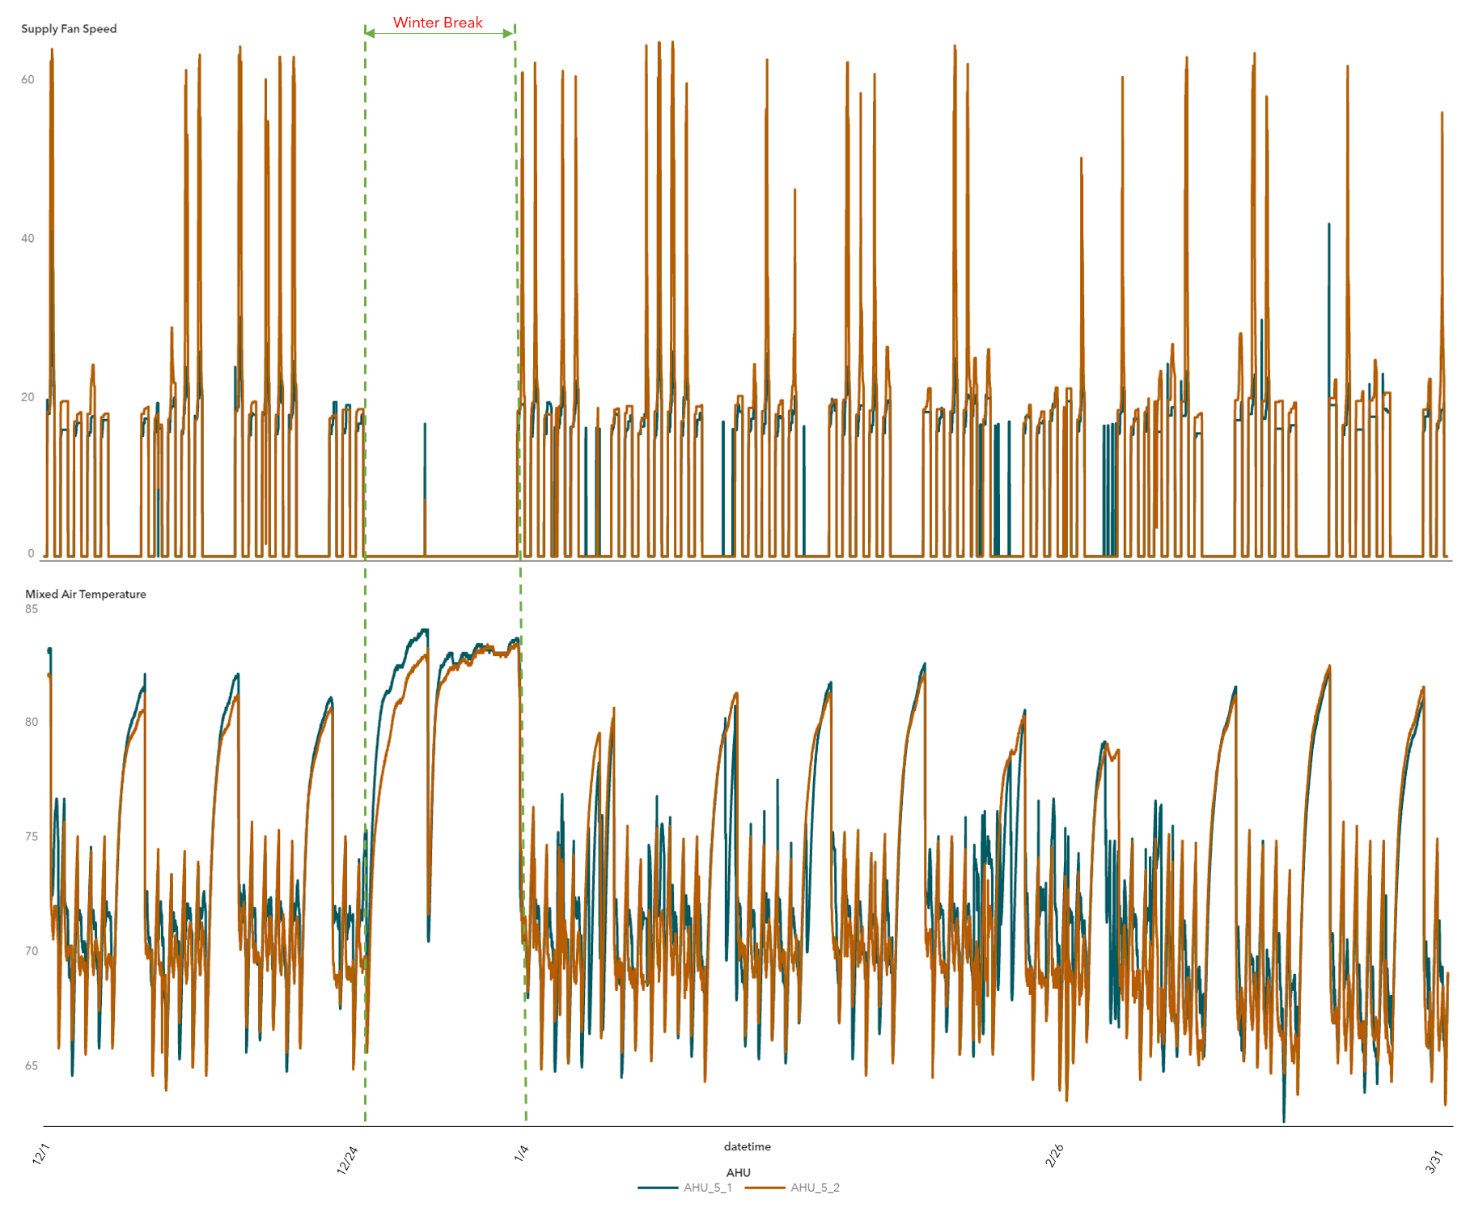 Winter Break
Supply Fan Speed
60
40
20
0
Mixed Air Temperature
85
80
75
70
65
12/1
12/24
1/4
datetime
2/26
3/31
AHU
AHU_5_1
AHU_5_2